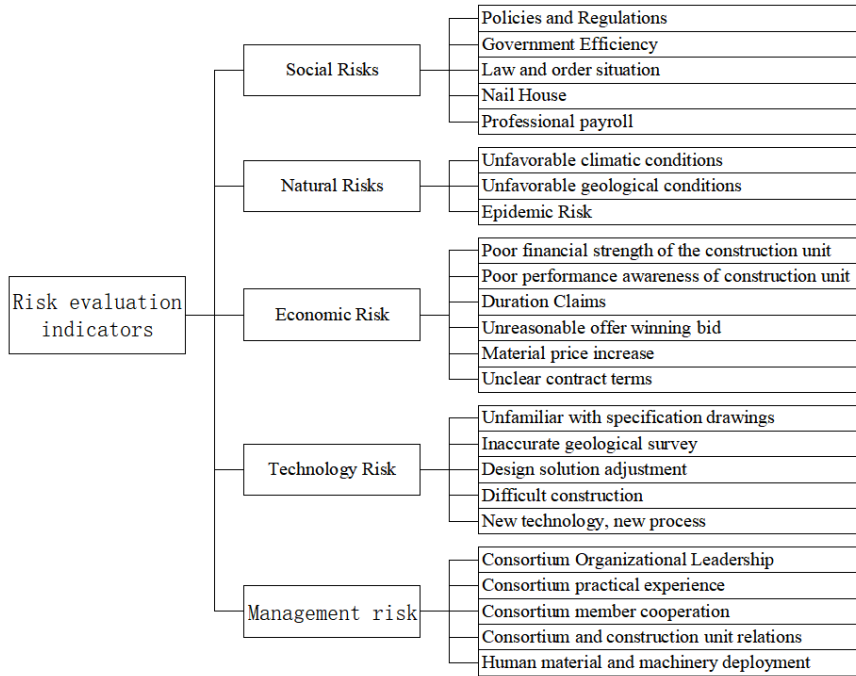 Risk evaluation
indicators
Social Risks
Policies and Regulations
Government Efficiency
Law and order situation
Nail House
Professional payroll
Natural Risks
Unfavorable climatic conditions
Unfavorable geological conditions
Epidemic Risk
Economic Risk
Poor financial strength of the construction unit
Poor performance awareness of construction unit
Duration Claims
Unreasonable offer winning bid
Material price increase
Unclear contract terms
Technology Risk
Unfamiliar with specification drawings
Inaccurate geological survey
Design solution adjustment
Difficult construction
New technology, new process
Management risk
Consortium Organizational Leadership
Consortium practical experience
Consortium member cooperation
Consortium and construction unit relations
Human material and machinery deployment